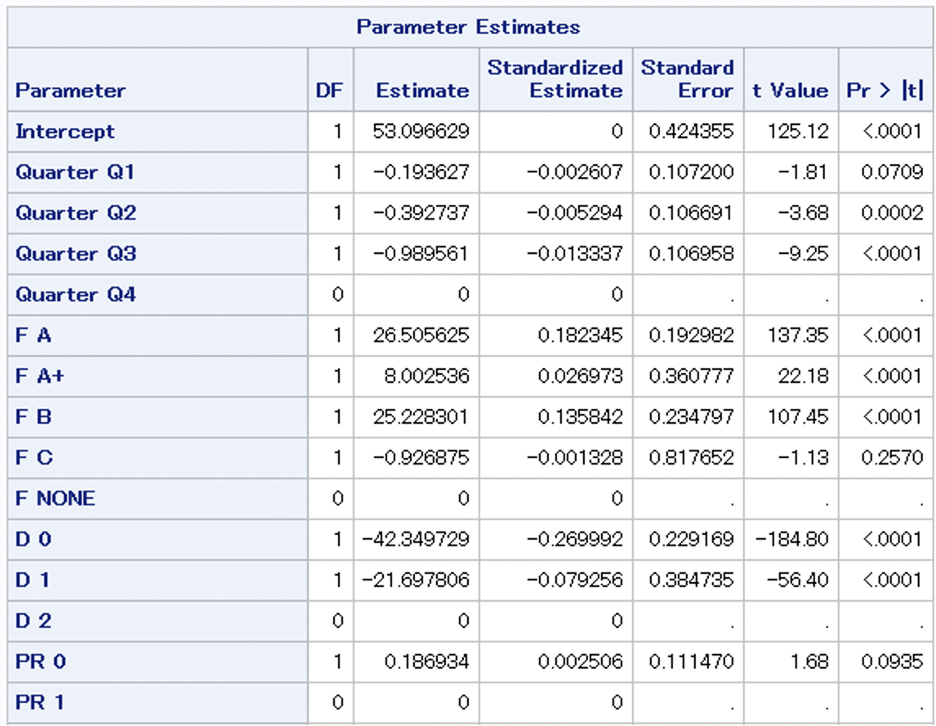 Parameter Estimates
Parameter DF Estimate Standardized Estimate Standard Error t Value Pr > |t|
Intercept 1 53.096629 0 0.424355 125.12 <.0001
Quarter Q1 1 -0.193627 -0.002607 0.107200 -1.81 0.0709
Quarter Q2 1 -0.392737 -0.005294 0.106691 -3.68 0.0002
Quarter Q3 1 -0.989561 -0.013337 0.106958 -9.25 <.0001
Quarter Q4 0 0 0 . . .
F A 1 26.505625 0.182345 0.192982 137.35 <.0001
F A+ 1 8.002536 0.026973 0.360777 22.18 <.0001
F B 1 25.228301 0.135842 0.234797 107.45 <.0001
F C 1 -0.926875 -0.001328 0.817652 -1.13 0.2570
F NONE 0 0 0 . . .
D 0 1 -42.349729 -0.269992 0.229169 -184.80 <.0001
D 1 1 -21.697806 -0.079256 0.384735 -56.40 <.0001
D 2 0 0 0 . . .
PR 0 1 0.186934 0.002506 0.111470 1.68 0.0935
PR 1 0 0 0 . . .